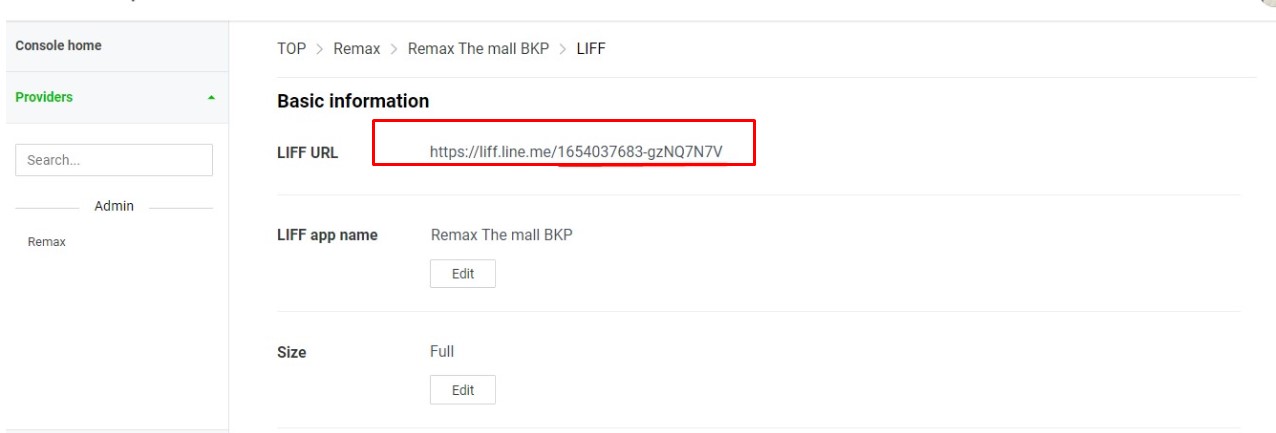 Console home
TOP > Remax > Remax The mall BKP > LIFF
Providers
Basic information
LIFF URL https://liff.line.me/1654037683-gzNQ7N7V
Search...
Admin
Remax
LIFF app name Remax The mall BKP
Edit
Size Full
Edit